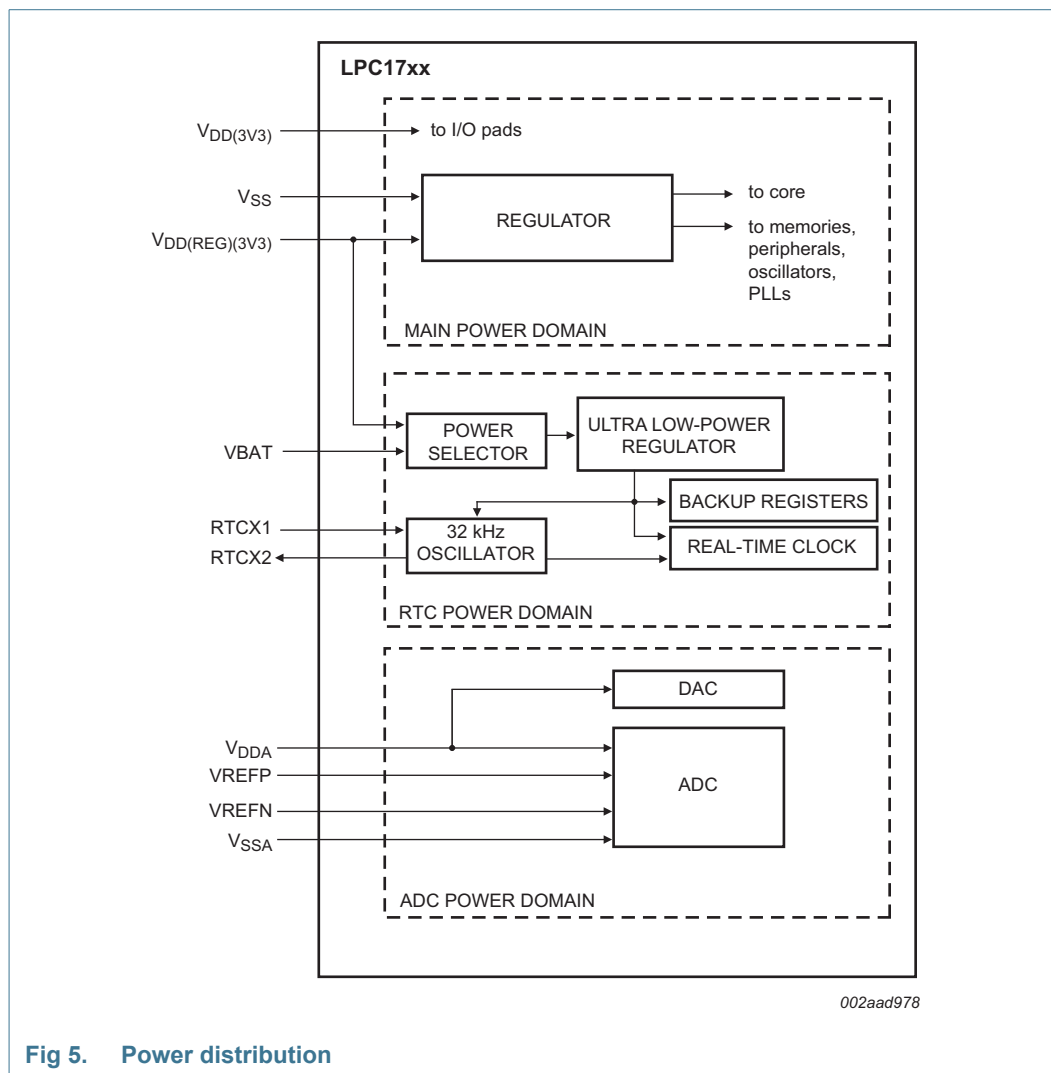 LPC17xx
VDD(3V3)
to I/O pads
VSS
REGULATOR
to core
VDD(REG)(3V3)
to memories,
peripherals,
oscillators,
PLLs
MAIN POWER DOMAIN
POWER
SELECTOR
ULTRA LOW-POWER
REGULATOR
VBAT
BACKUP REGISTERS
RTCX1
32 kHz
OSCILLATOR
REAL-TIME CLOCK
RTCX2
RTC POWER DOMAIN
DAC
VDDA
VREFP
ADC
VREFN
VSSA
ADC POWER DOMAIN
002aad978
Fig 5. Power distribution